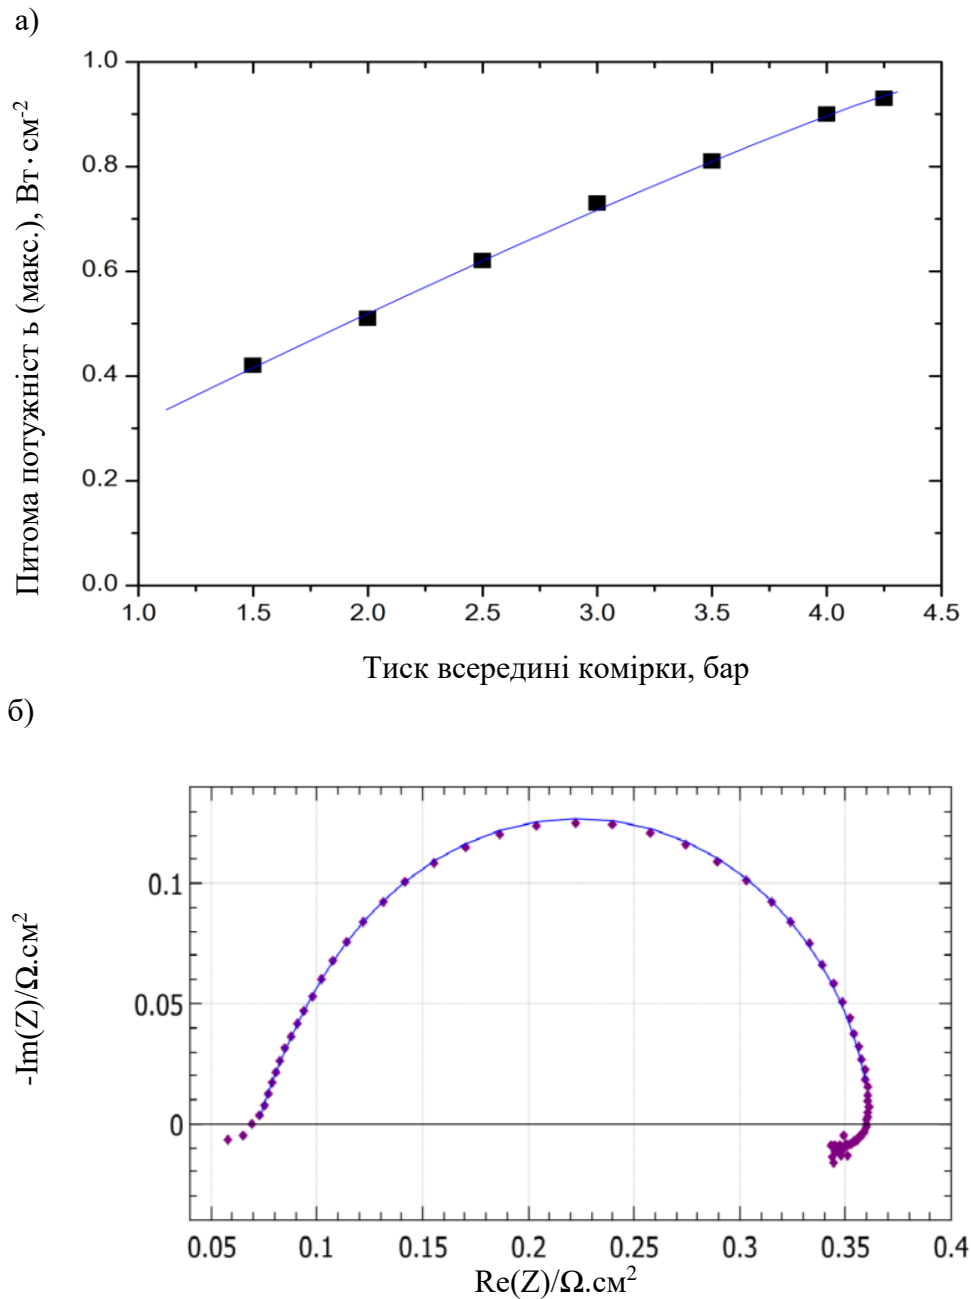 а)
1.0
0.8
0.6
0.4
0.2
0.0
Питома потужніст ь (макс.), Вт · см-2
1.0 1.5 2.0 2.5 3.0 3.5 4.0 4.5
Тиск всередині комірки, бар
б)
0.1
0.05
0
-Im(Z)/Ω.см2
0.05 0.1 0.15 0.2 0.25 0.3 0.35 0.4
Re(Z)/Ω.см2